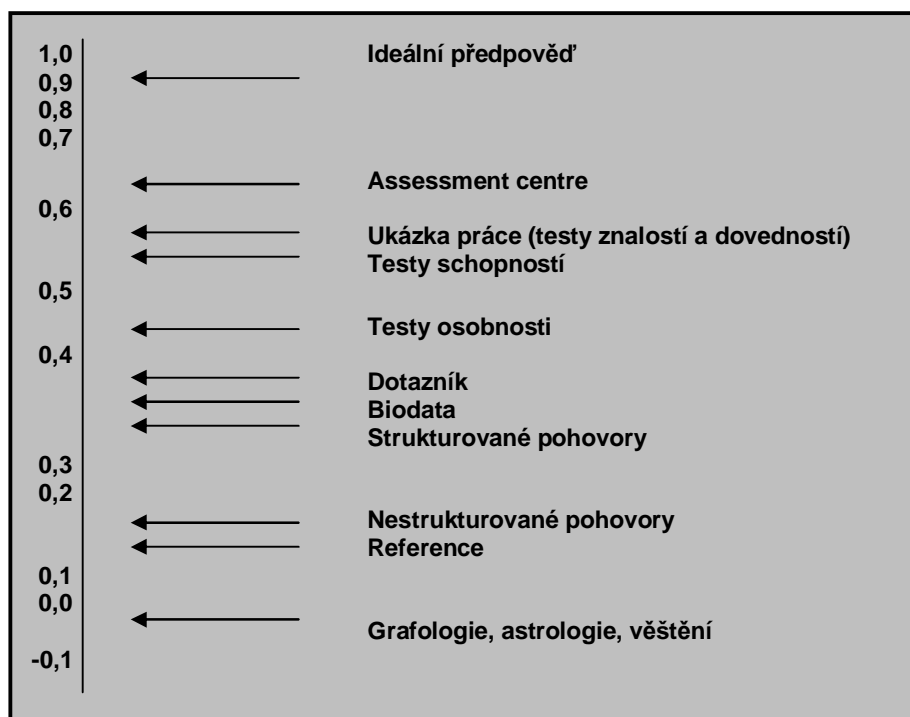 1,0 Ideální předpověď
0,9
0,8
0,7
Assessment centre
0,6
Ukázka práce (testy znalostí a dovedností)
Testy schopností
0,5
Testy osobnosti
0,4
Dotazník
Biodata
Strukturované pohovory
0,3
0,2
Nestrukturované pohovory
Reference
0,1
0,0
Grafologie, astrologie, věštění
-0,1